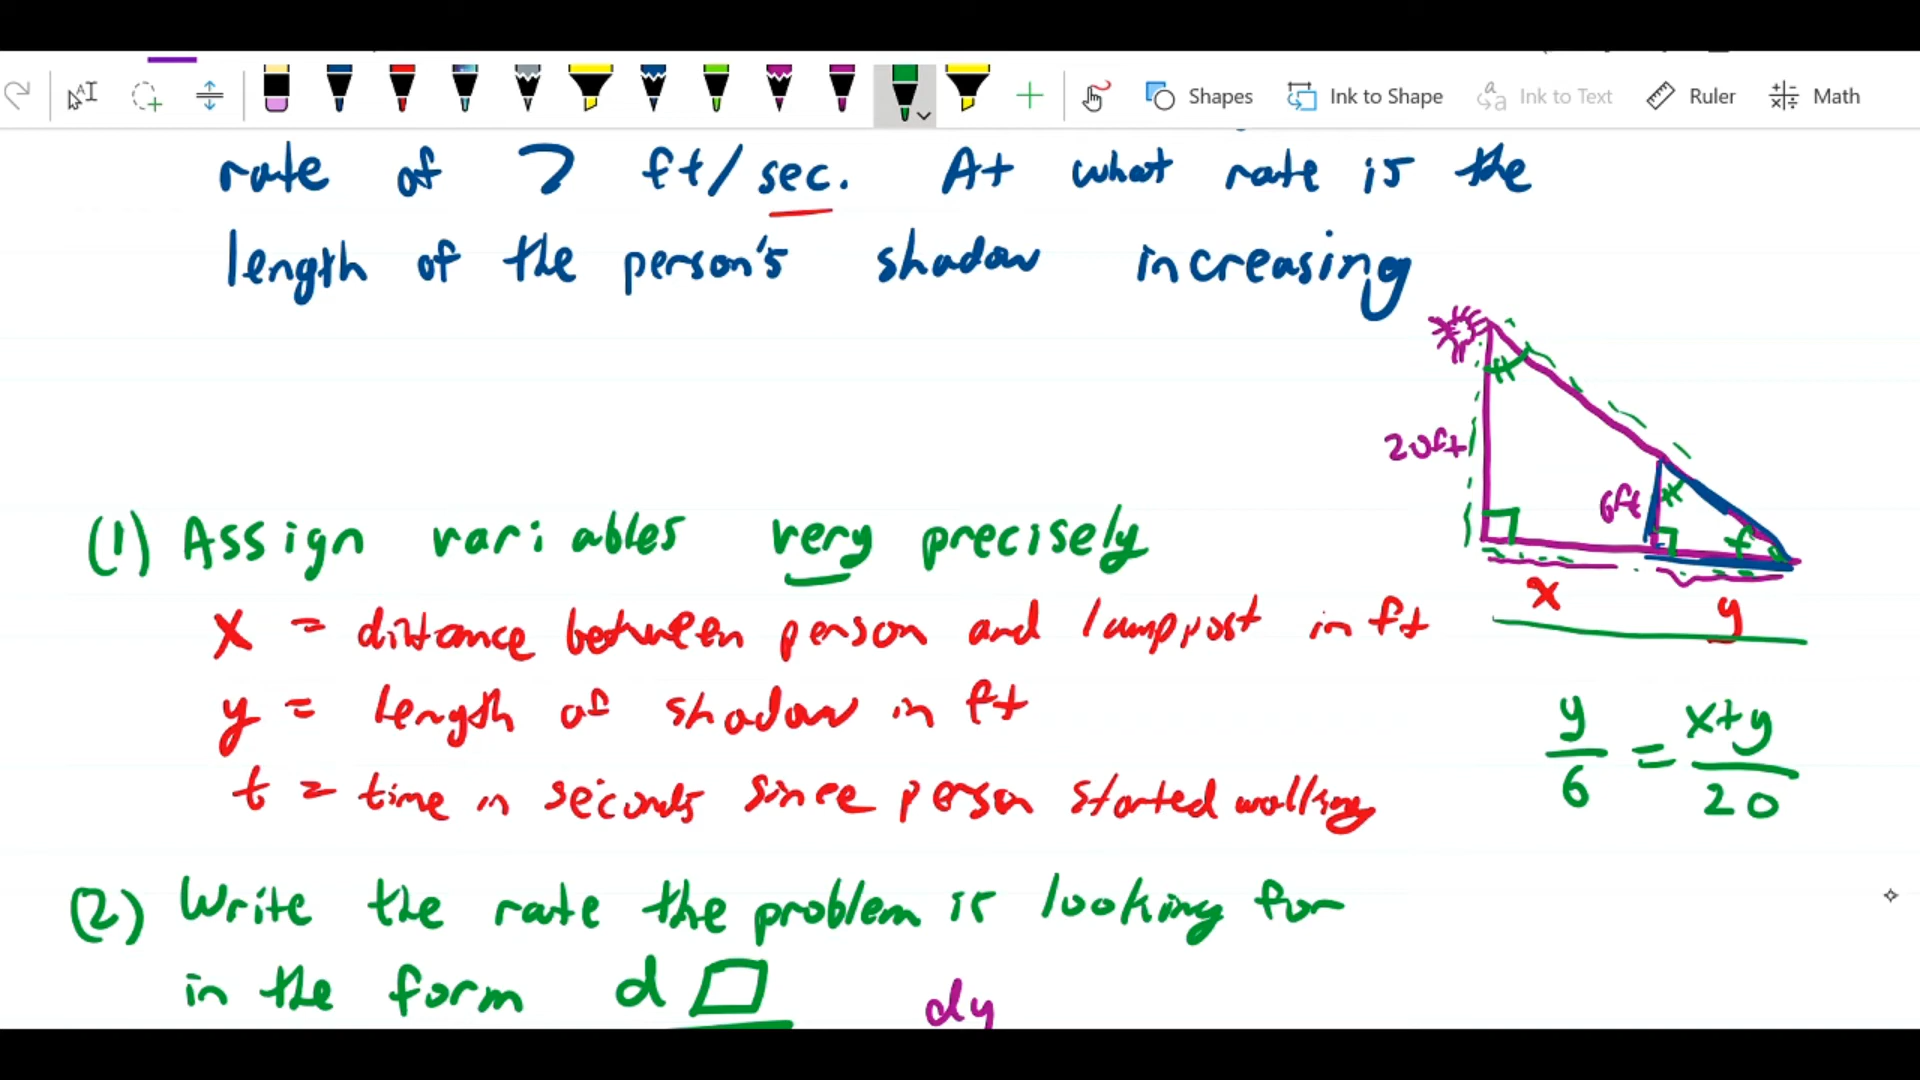 Shapes Ink to Shape Ink to Text Ruler Math
rate of 7 ft/sec. At what rate is the
length of the person's shadow increasing
20ft
6ft
(1) Assign variables very precisely
x = distance between person and lamppost in ft
x y
y = length of shadow in ft
y/6 = x+y/20
t = time in seconds since person started walking
(2) Write the rate the problem is looking for
in the form d□ dy